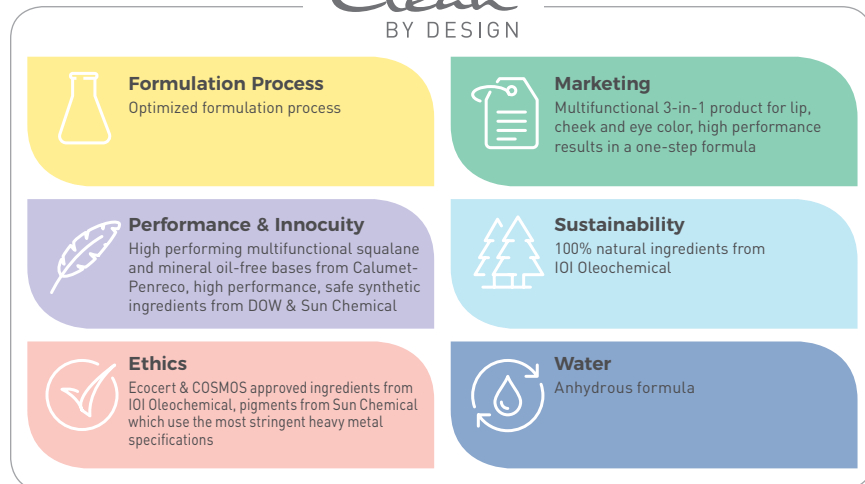 Clean
BY DESIGN
Formulation Process
Optimized formulation process
Marketing
Multifunctional 3-in-1 product for lip,
cheek and eye color, high performance
results in a one-step formula
Performance & Innocuity
High performing multifunctional squalane
and mineral oil-free bases from Calumet-
Penreco, high performance, safe synthetic
ingredients from DOW & Sun Chemical
Sustainability
100% natural ingredients from
IOI Oleochemical
Ethics
Ecocert & COSMOS approved ingredients from
IOI Oleochemical, pigments from Sun Chemical
which use the most stringent heavy metal
specifications
Water
Anhydrous formula